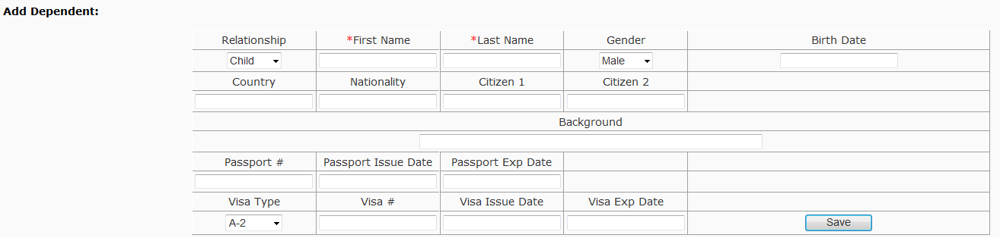 Add Dependent:
Relationship *First Name *Last Name Gender Birth Date
Child Male
Country Nationality Citizen 1 Citizen 2
Background
Passport # Passport Issue Date Passport Exp Date
Visa Type Visa # Visa Issue Date Visa Exp Date
A-2 Save